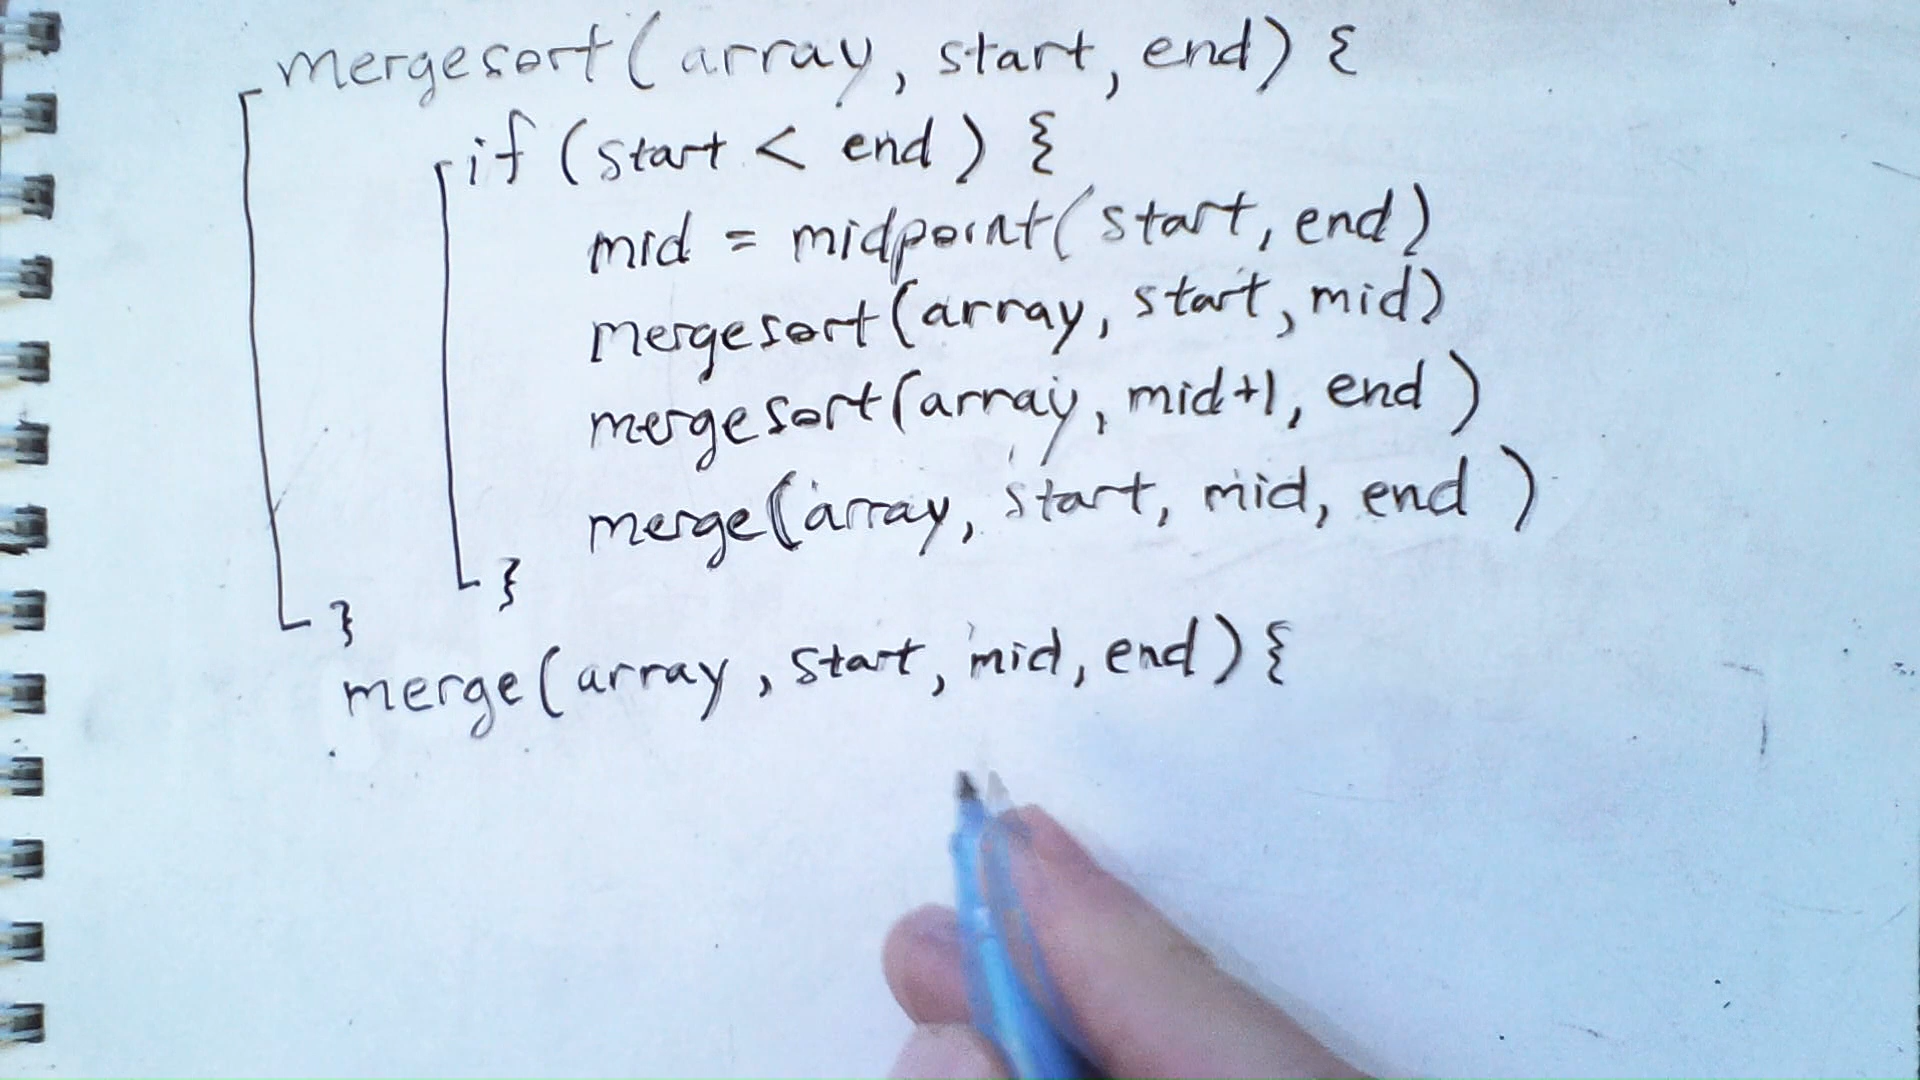 mergesort(array, start, end) {
if (start < end) {
mid = midpoint(start, end)
mergesort(array, start, mid)
mergesort(array, mid+1, end)
merge(array, start, mid, end)
}
}
merge(array, start, mid, end) {